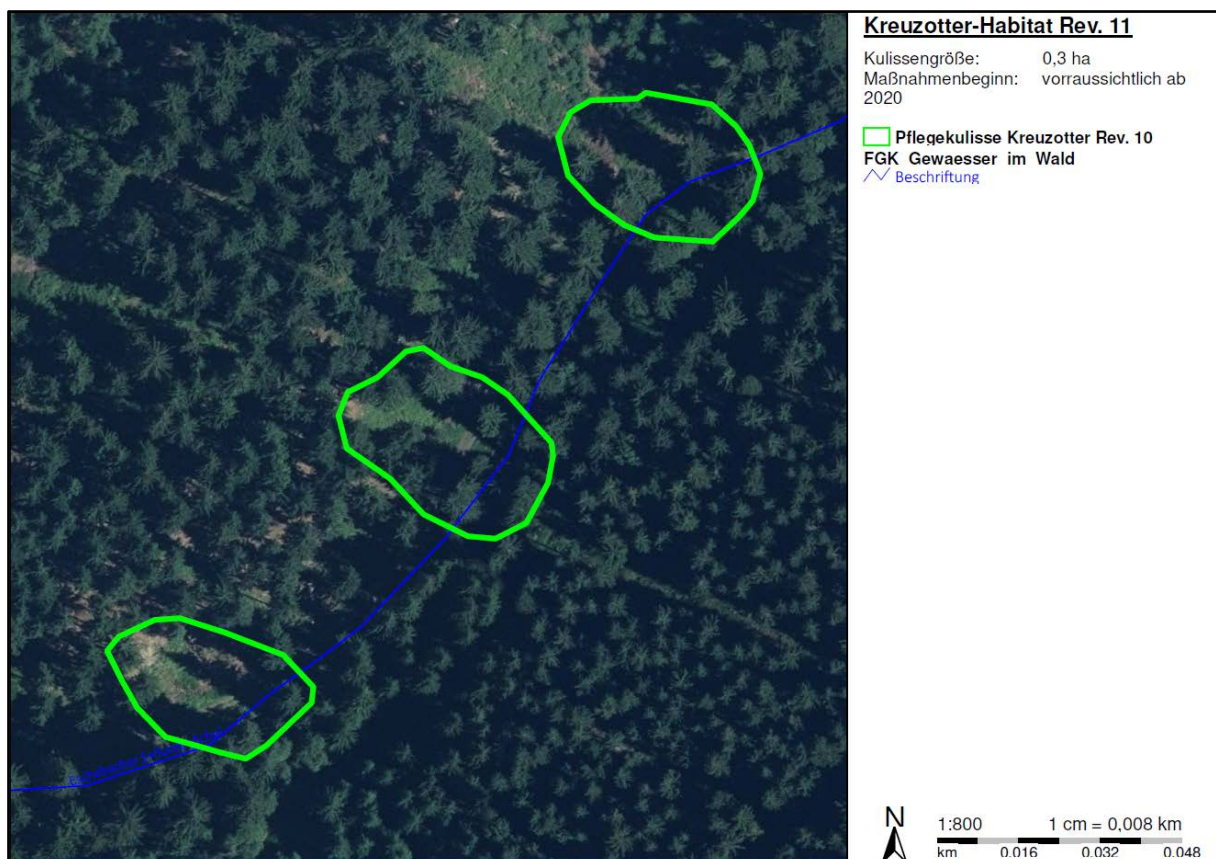 Kreuzotter-Habitat Rev. 11
Kulissengröße: 0,3 ha
Maßnahmenbeginn: vorraussichtlich ab
2020
Pflegekulisse Kreuzotter Rev. 10
FGK Gewaesser im Wald
Beschriftung
N
1:800 1 cm = 0,008 km
km 0.016 0.032 0.048